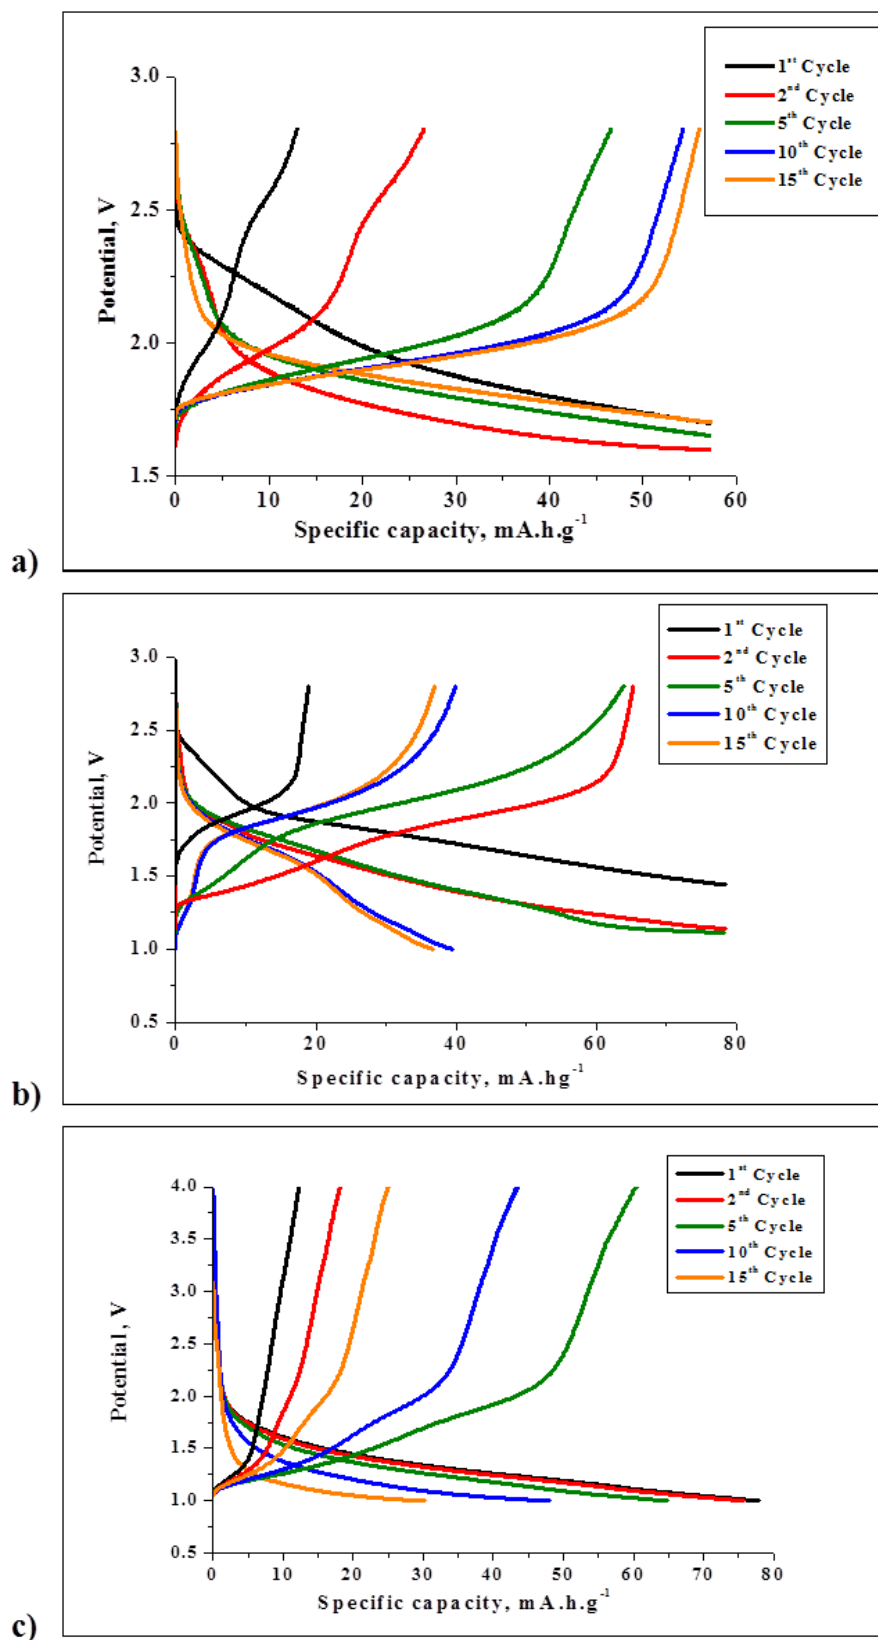 3.0
2.5
2.0
1.5
Potential, V
0 10 20 30 40 50 60
Specific capacity, mA.h.g⁻¹
1ˢᵗ Cycle
2ⁿᵈ Cycle
5ᵗʰ Cycle
10ᵗʰ Cycle
15ᵗʰ Cycle
a)
3.0
2.5
2.0
1.5
1.0
0.5
Potential, V
0 20 40 60 80
Specific capacity, mA.hg⁻¹
1ˢᵗ Cycle
2ⁿᵈ Cycle
5ᵗʰ Cycle
10ᵗʰ Cycle
15ᵗʰ Cycle
b)
4.0
3.5
3.0
2.5
2.0
1.5
1.0
0.5
Potential, V
0 10 20 30 40 50 60 70 80
Specific capacity, mA.h.g⁻¹
1ˢᵗ Cycle
2ⁿᵈ Cycle
5ᵗʰ Cycle
10ᵗʰ Cycle
15ᵗʰ Cycle
c)